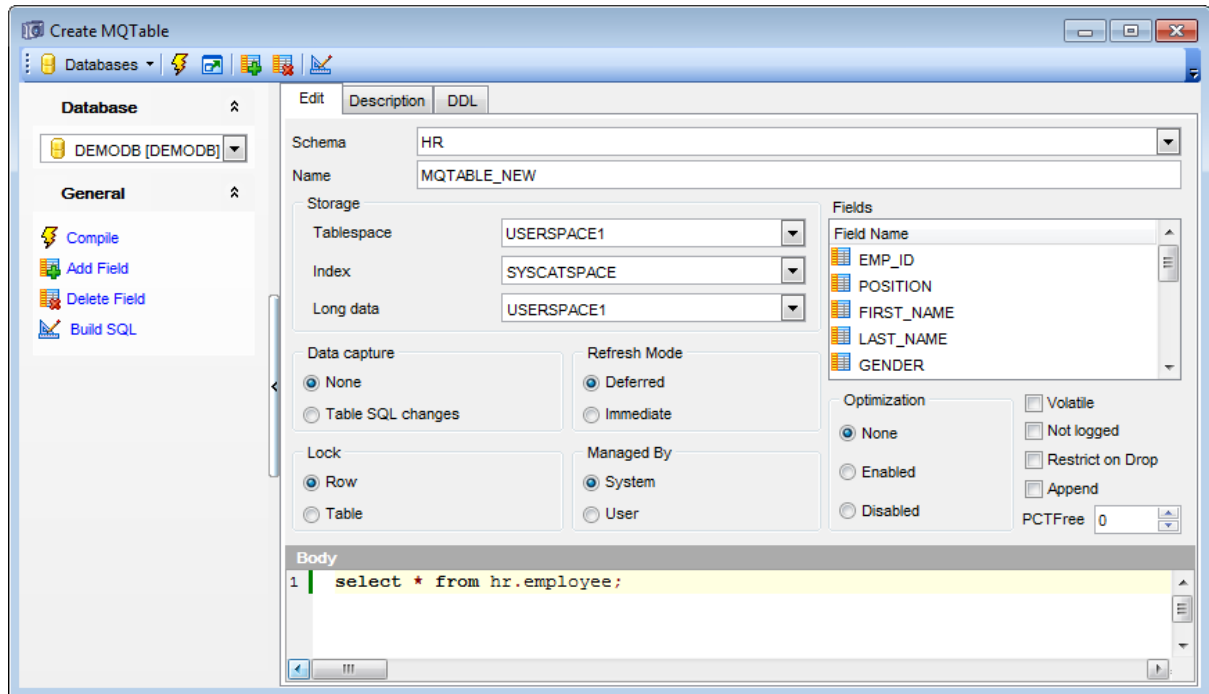 Create MQTable
Databases
Database
DEMODB [DEMODB]
General
Compile
Add Field
Delete Field
Build SQL
Edit Description DDL
Schema HR
Name MQTABLE_NEW
Storage
Tablespace USERSPACE1
Index SYSCATSPACE
Long data USERSPACE1
Fields
Field Name
EMP_ID
POSITION
FIRST_NAME
LAST_NAME
GENDER
Data capture
None
Table SQL changes
Refresh Mode
Deferred
Immediate
Lock
Row
Table
Managed By
System
User
Optimization
None
Enabled
Disabled
Volatile
Not logged
Restrict on Drop
Append
PCTFree 0
Body
1 select * from hr.employee;